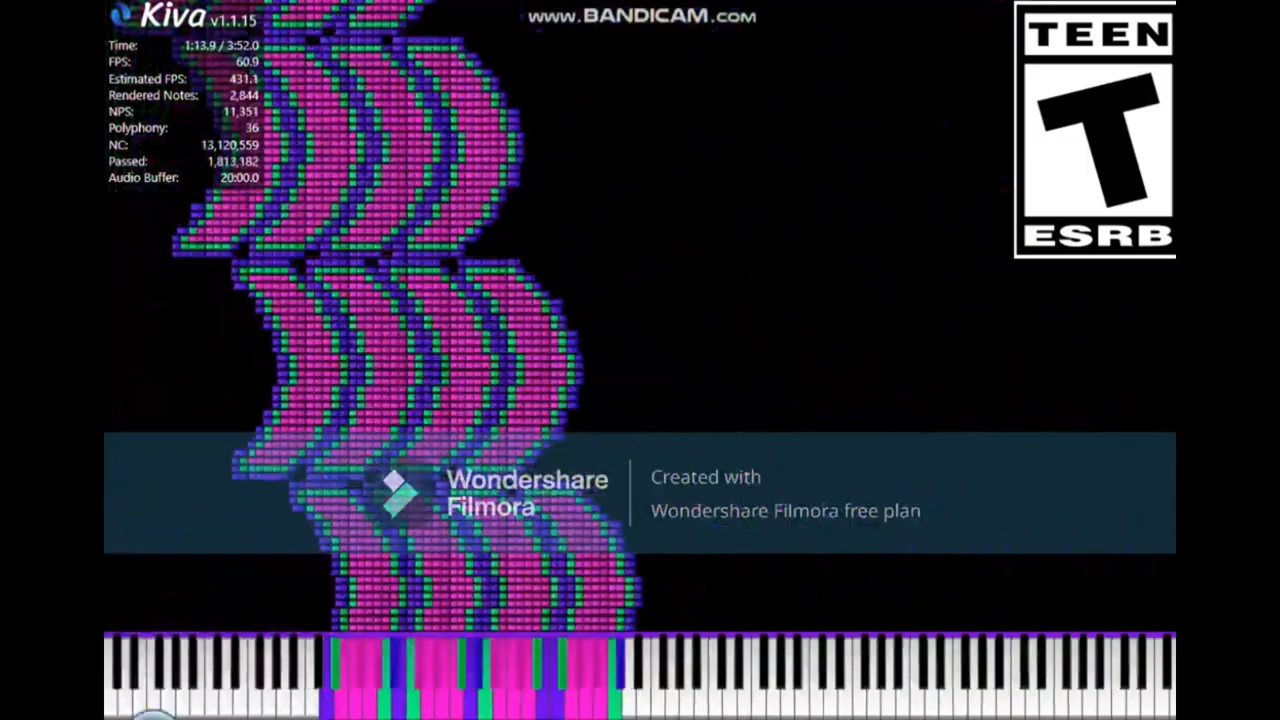 Kiva v1.1.15
www.BANDICAM.com
Time: 1:13.9 / 3:52.0
FPS: 60.9
Estimated FPS: 431.1
Rendered Notes: 2,844
NPS: 11,351
Polyphony: 36
NC: 13,120,559
Passed: 1,813,182
Audio Buffer: 20:00.0
TEEN
T
ESRB
Wondershare
Filmora
Created with
Wondershare Filmora free plan